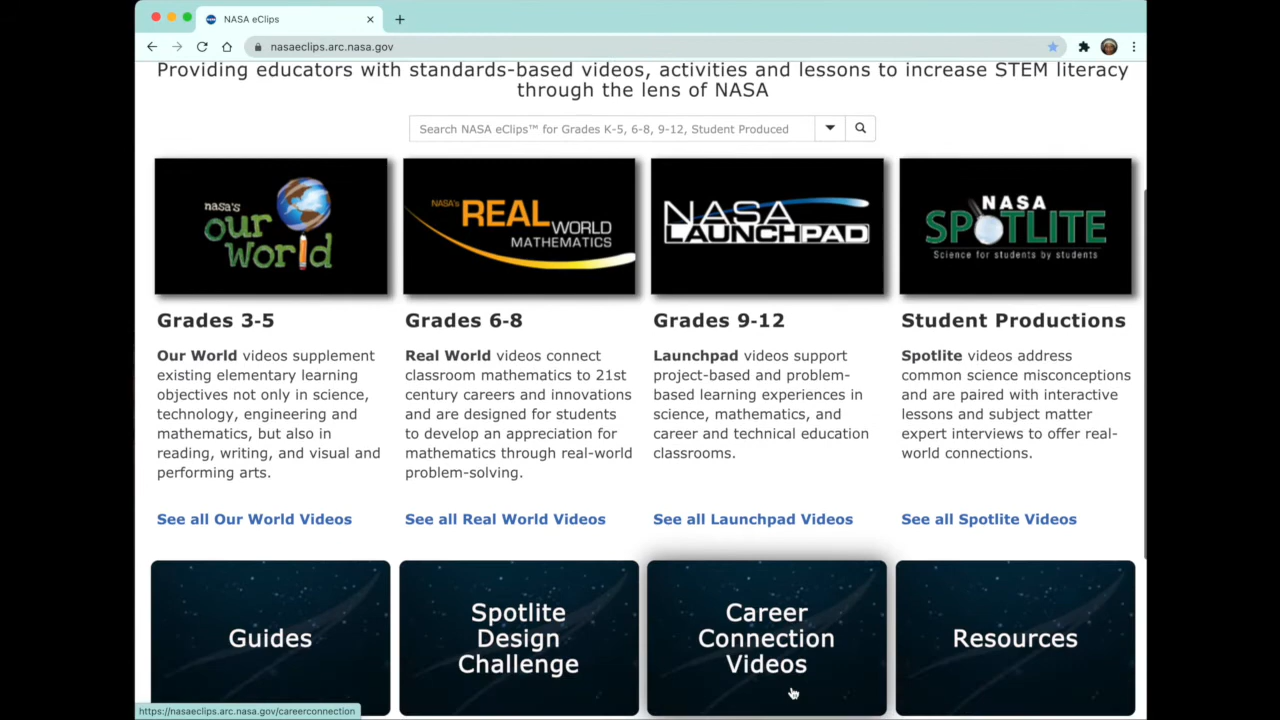 NASA eClips
nasaeclips.arc.nasa.gov
Providing educators with standards-based videos, activities and lessons to increase STEM literacy
through the lens of NASA
Search NASA eClips™ for Grades K-5, 6-8, 9-12, Student Produced
nasa's
our
world
NASA's
REAL WORLD
MATHEMATICS
NASA
LAUNCHPAD
NASA
SPOTLITE
Science for students by students
Grades 3-5
Our World videos supplement
existing elementary learning
objectives not only in science,
technology, engineering and
mathematics, but also in
reading, writing, and visual and
performing arts.
See all Our World Videos
Grades 6-8
Real World videos connect
classroom mathematics to 21st
century careers and innovations
and are designed for students
to develop an appreciation for
mathematics through real-world
problem-solving.
See all Real World Videos
Grades 9-12
Launchpad videos support
project-based and problem-
based learning experiences in
science, mathematics, and
career and technical education
classrooms.
See all Launchpad Videos
Student Productions
Spotlite videos address
common science misconceptions
and are paired with interactive
lessons and subject matter
expert interviews to offer real-
world connections.
See all Spotlite Videos
Guides
Spotlite
Design
Challenge
Career
Connection
Videos
Resources
https://nasaeclips.arc.nasa.gov/careerconnection